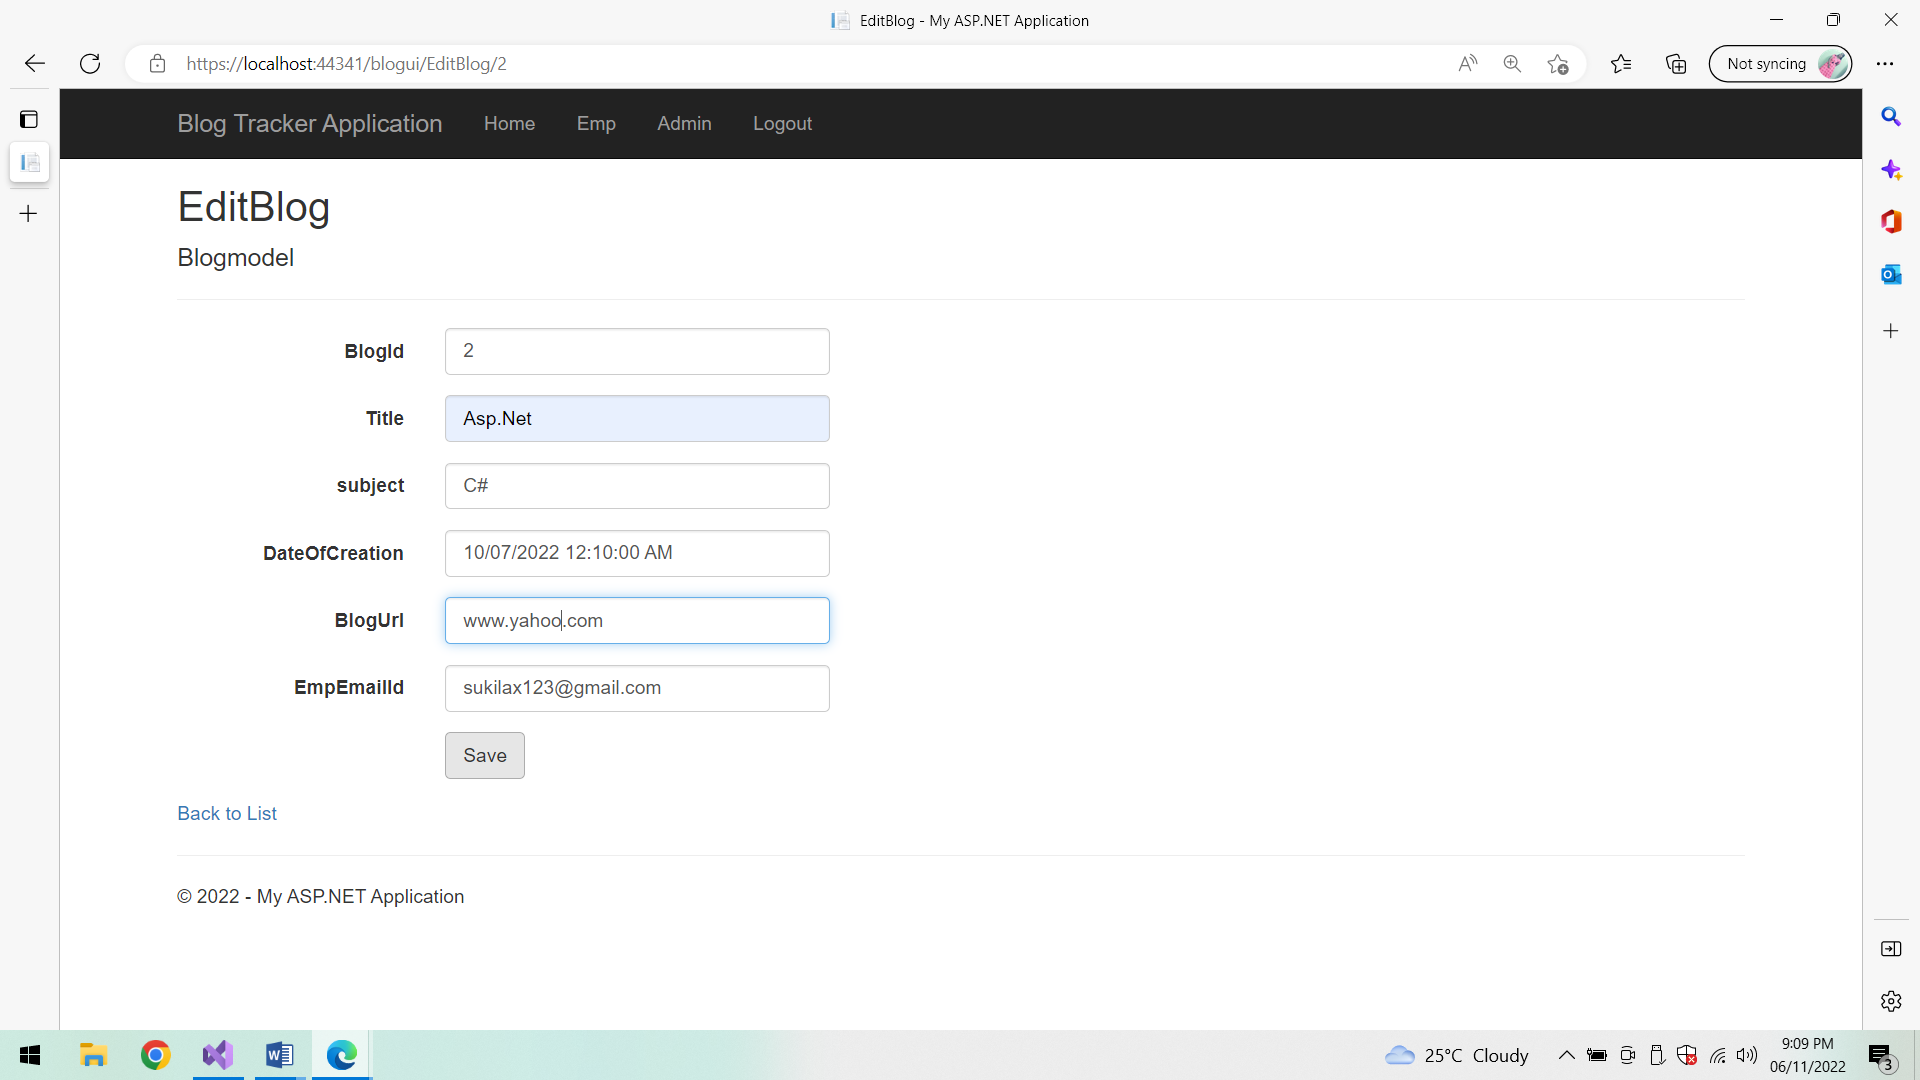 EditBlog - My ASP.NET Application
https://localhost:44341/blogui/EditBlog/2
Not syncing
Blog Tracker Application Home Emp Admin Logout
EditBlog
Blogmodel
BlogId 2
Title Asp.Net
subject C#
DateOfCreation 10/07/2022 12:10:00 AM
BlogUrl www.yahoo.com
EmpEmailId sukilax123@gmail.com
Save
Back to List
© 2022 - My ASP.NET Application
25°C Cloudy
9:09 PM
06/11/2022
3